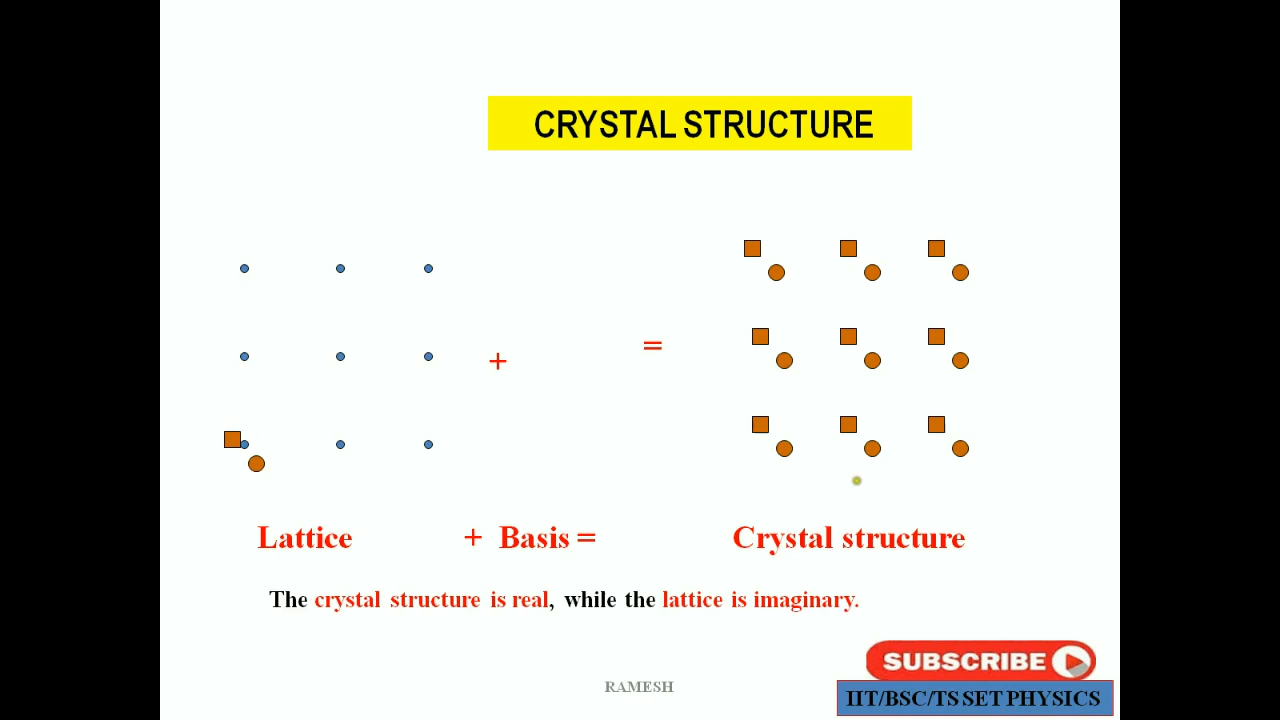 CRYSTAL STRUCTURE
+ =
Lattice + Basis = Crystal structure
The crystal structure is real, while the lattice is imaginary.
SUBSCRIBE
RAMESH
IIT/BSC/TS SET PHYSICS